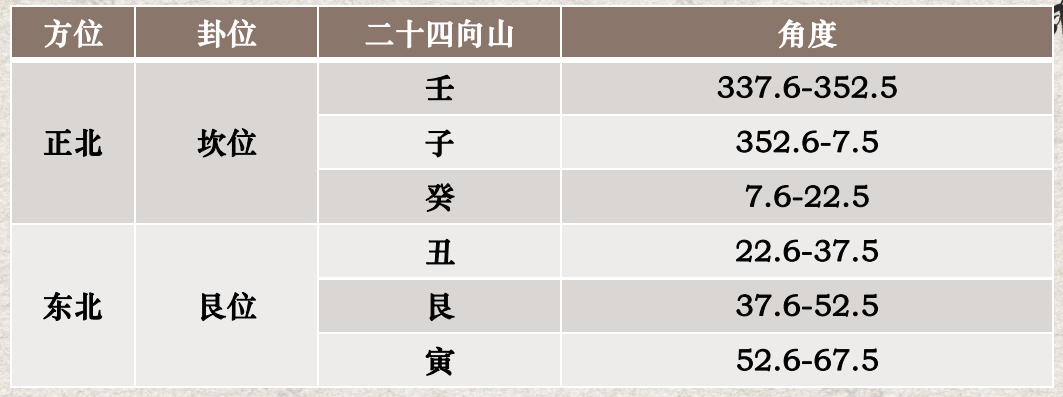 方位 卦位 二十四向山 角度
正北 坎位 壬 337.6-352.5
子 352.6-7.5
癸 7.6-22.5
东北 艮位 丑 22.6-37.5
艮 37.6-52.5
寅 52.6-67.5